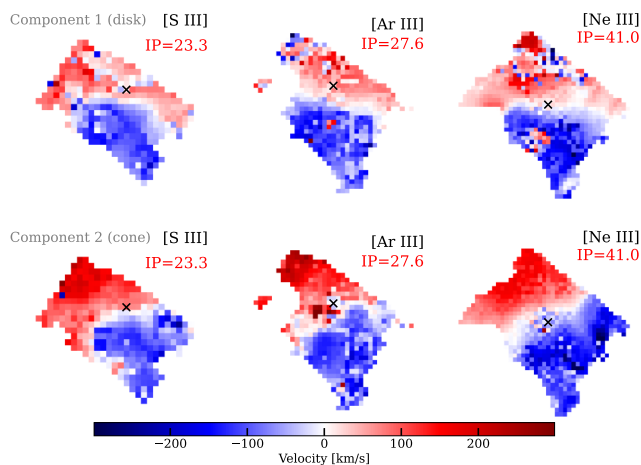 Component 1 (disk) [S III] [Ar III] [Ne III]
IP=23.3 IP=27.6 IP=41.0
Component 2 (cone) [S III] [Ar III] [Ne III]
IP=23.3 IP=27.6 IP=41.0
−200 −100 0 100 200
Velocity [km/s]